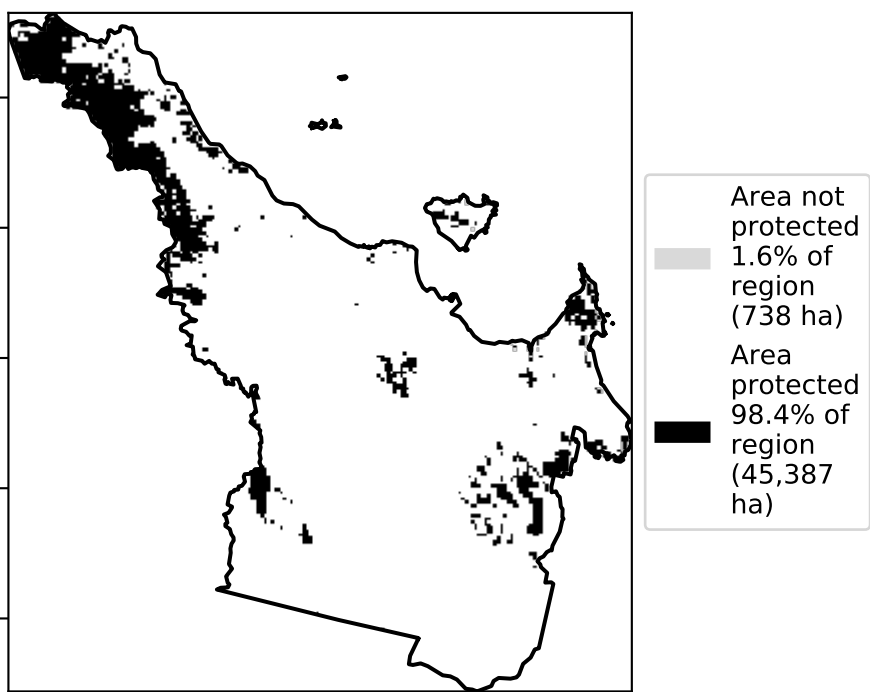 Area not
protected
1.6% of
region
(738 ha)
Area
protected
98.4% of
region
(45,387
ha)